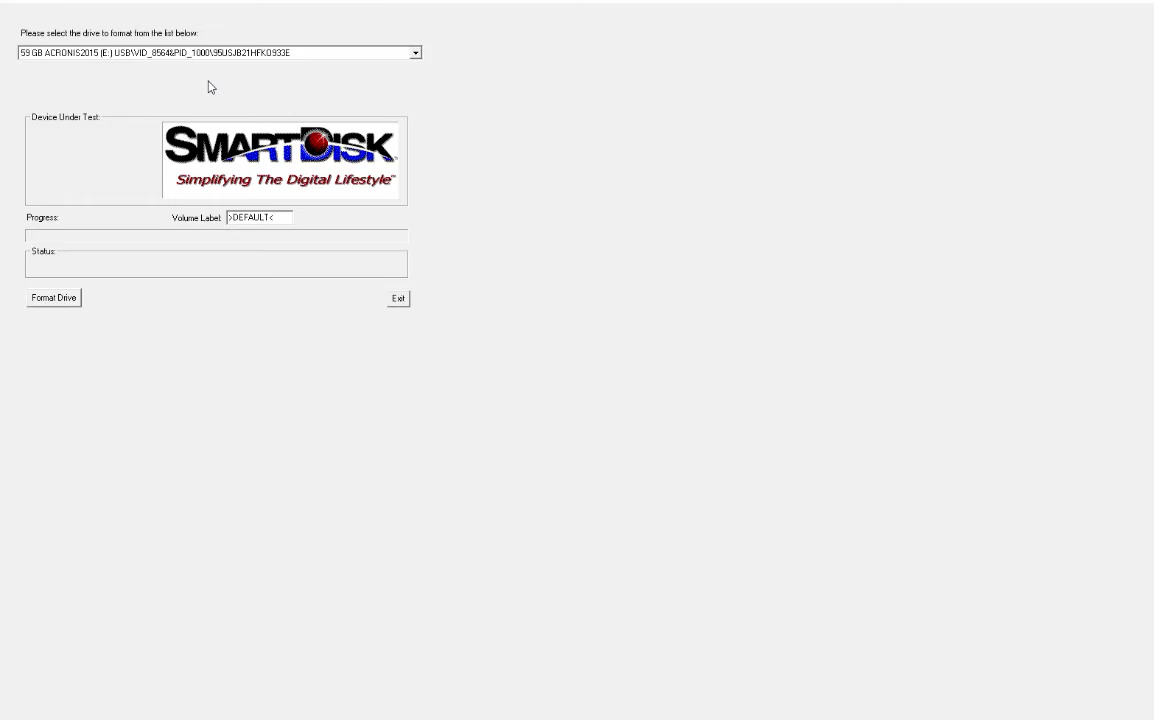 Please select the drive to format from the list below:
59 GB ACRONIS2015 (E:) USB\VID_8564&PID_1000\95USJB21HFKO933E
Device Under Test:
SMARTDISK
Simplifying The Digital Lifestyle™
Progress:
Volume Label: >DEFAULT<
Status:
Format Drive
Exit